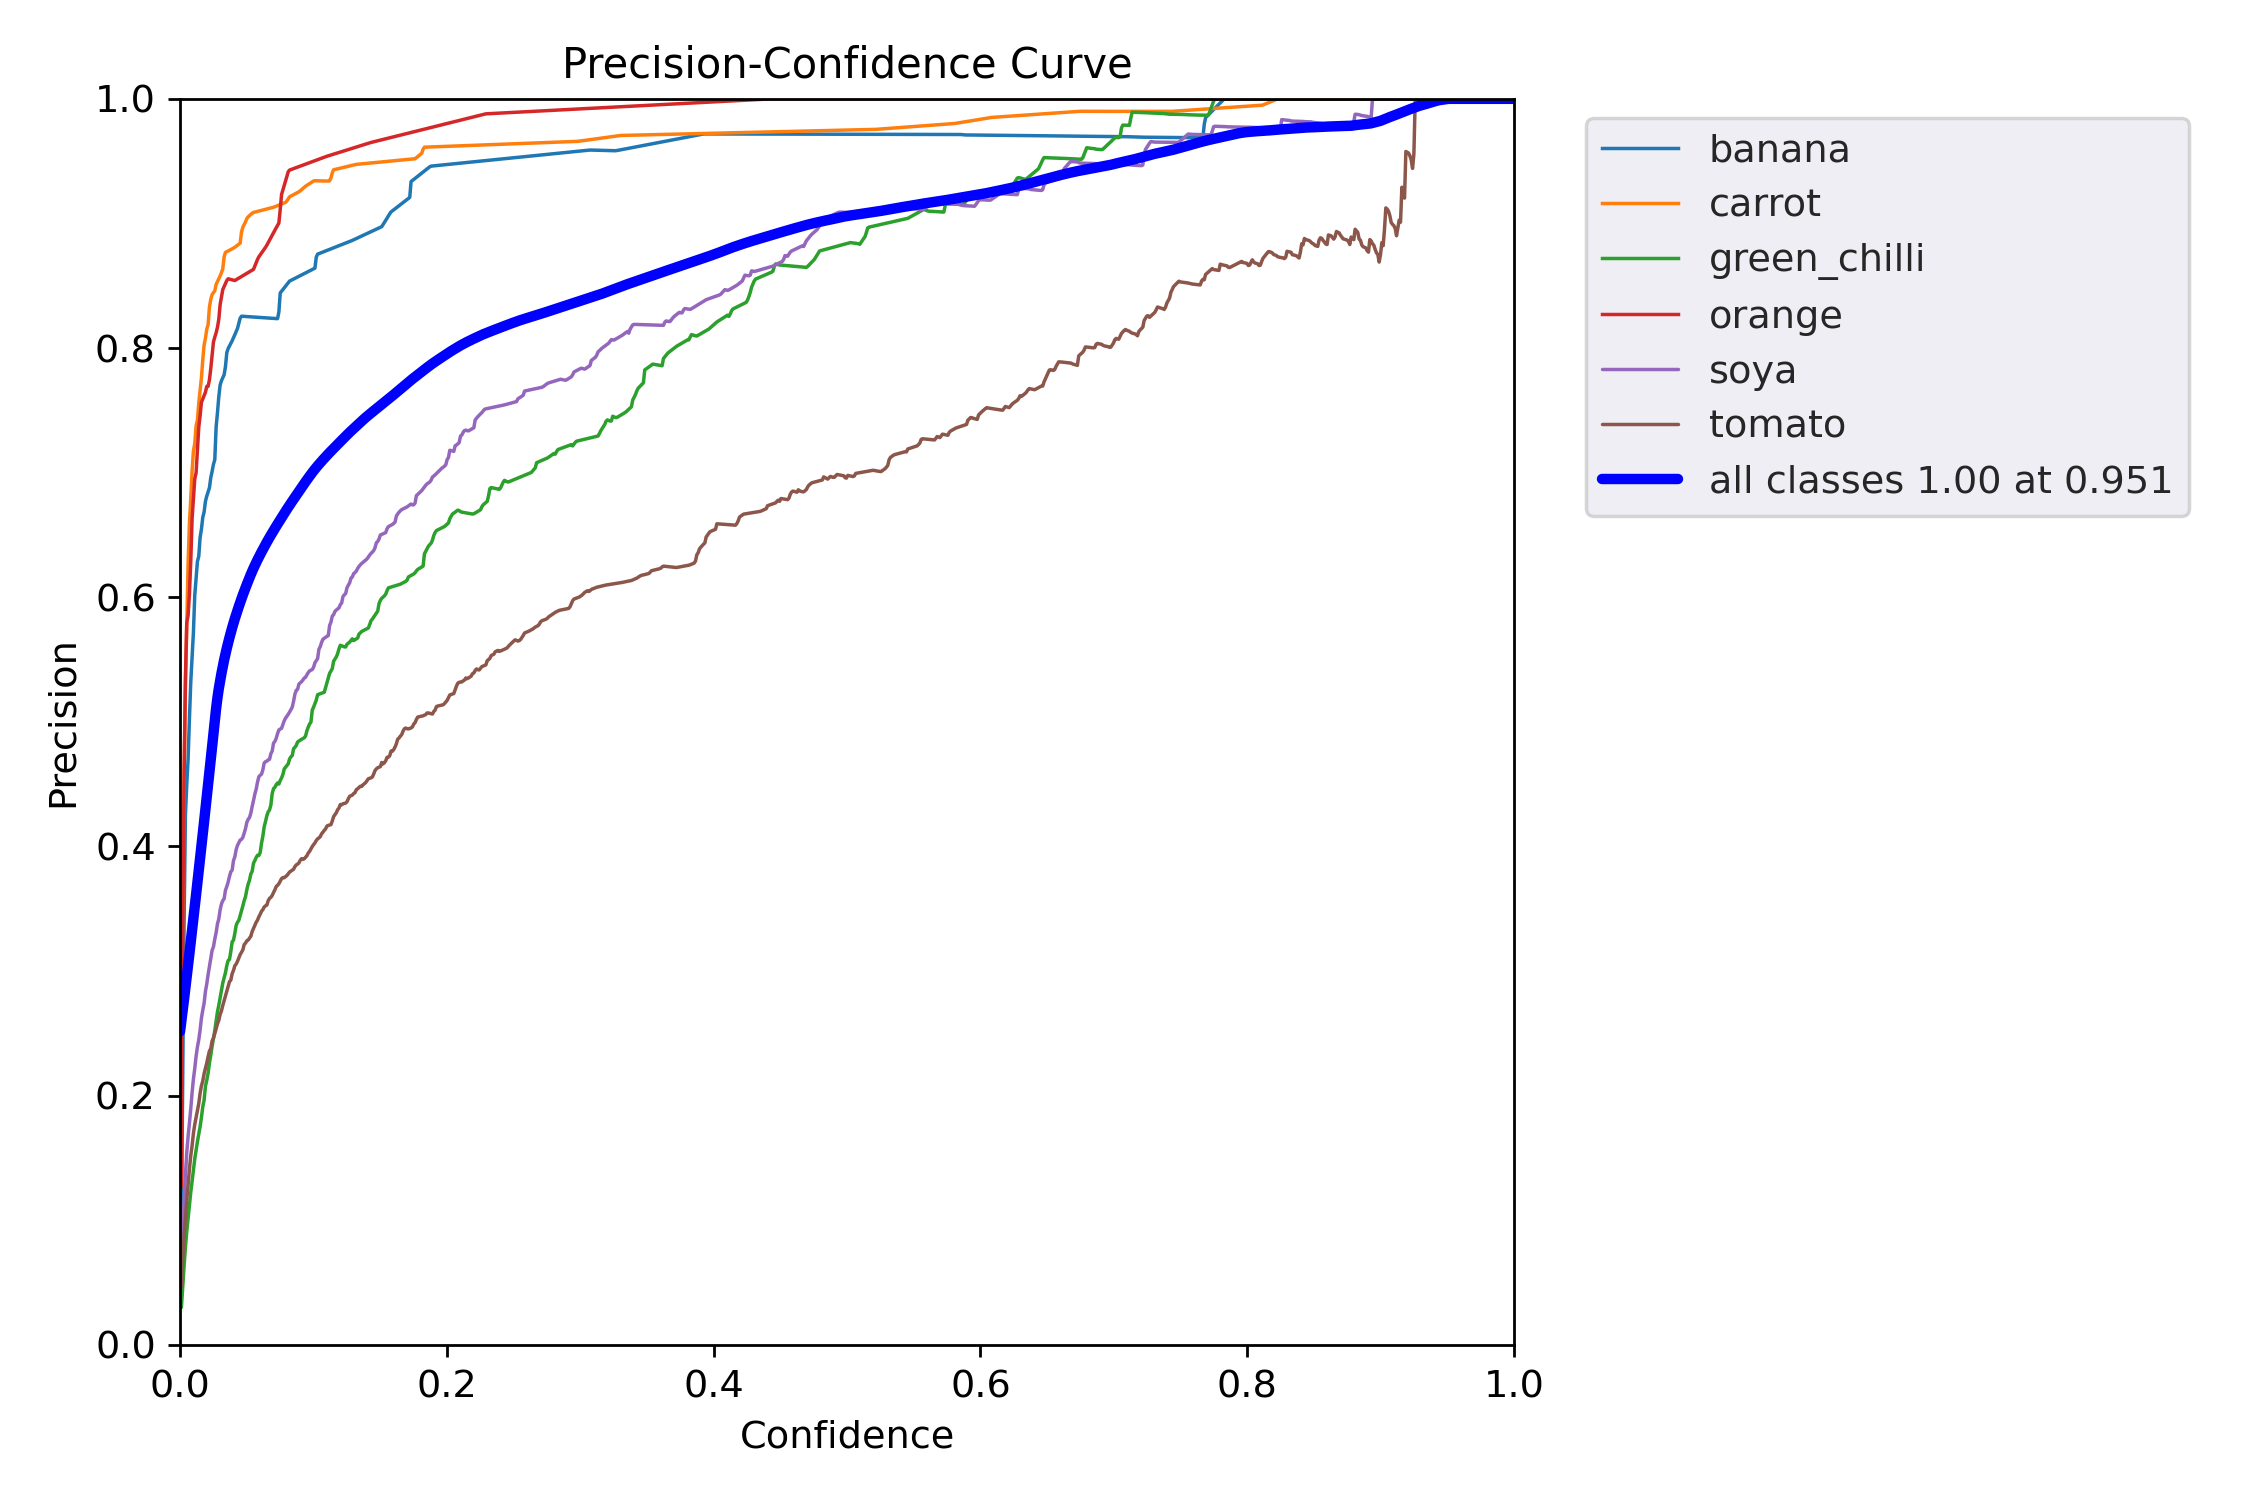 Precision-Confidence Curve
1.0
0.8
0.6
0.4
0.2
0.0
Precision
0.0 0.2 0.4 0.6 0.8 1.0
Confidence
banana
carrot
green_chilli
orange
soya
tomato
all classes 1.00 at 0.951